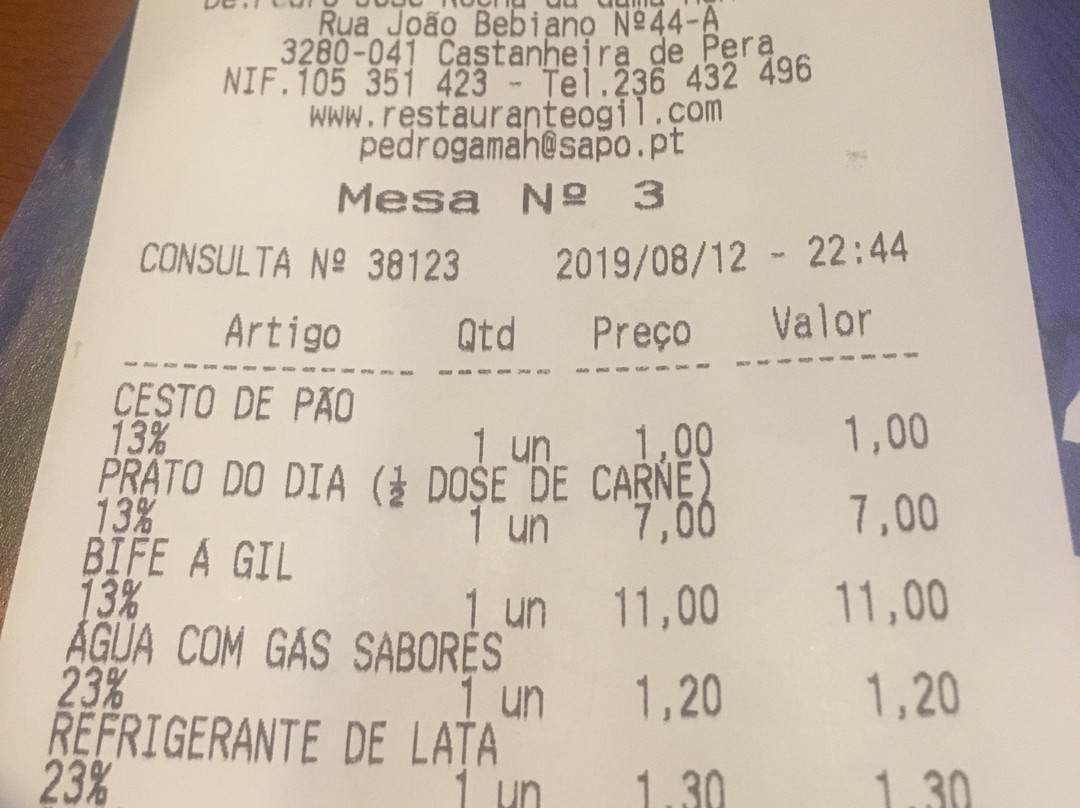 Rua João Bebiano Nº44-A
3280-041 Castanheira de Pera
NIF.105 351 423 - Tel.236 432 496
www.restauranteogil.com
pedrogamah@sapo.pt
Mesa Nº 3
CONSULTA Nº 38123 2019/08/12 - 22:44
Artigo Qtd Preço Valor
CESTO DE PÃO
13% 1 un 1,00 1,00
PRATO DO DIA (½ DOSE DE CARNE)
13% 1 un 7,00 7,00
BIFE Á GIL
13% 1 un 11,00 11,00
ÁGUA COM GÁS SABORES
23% 1 un 1,20 1,20
REFRIGERANTE DE LATA
23% 1 un 1,30 1,30